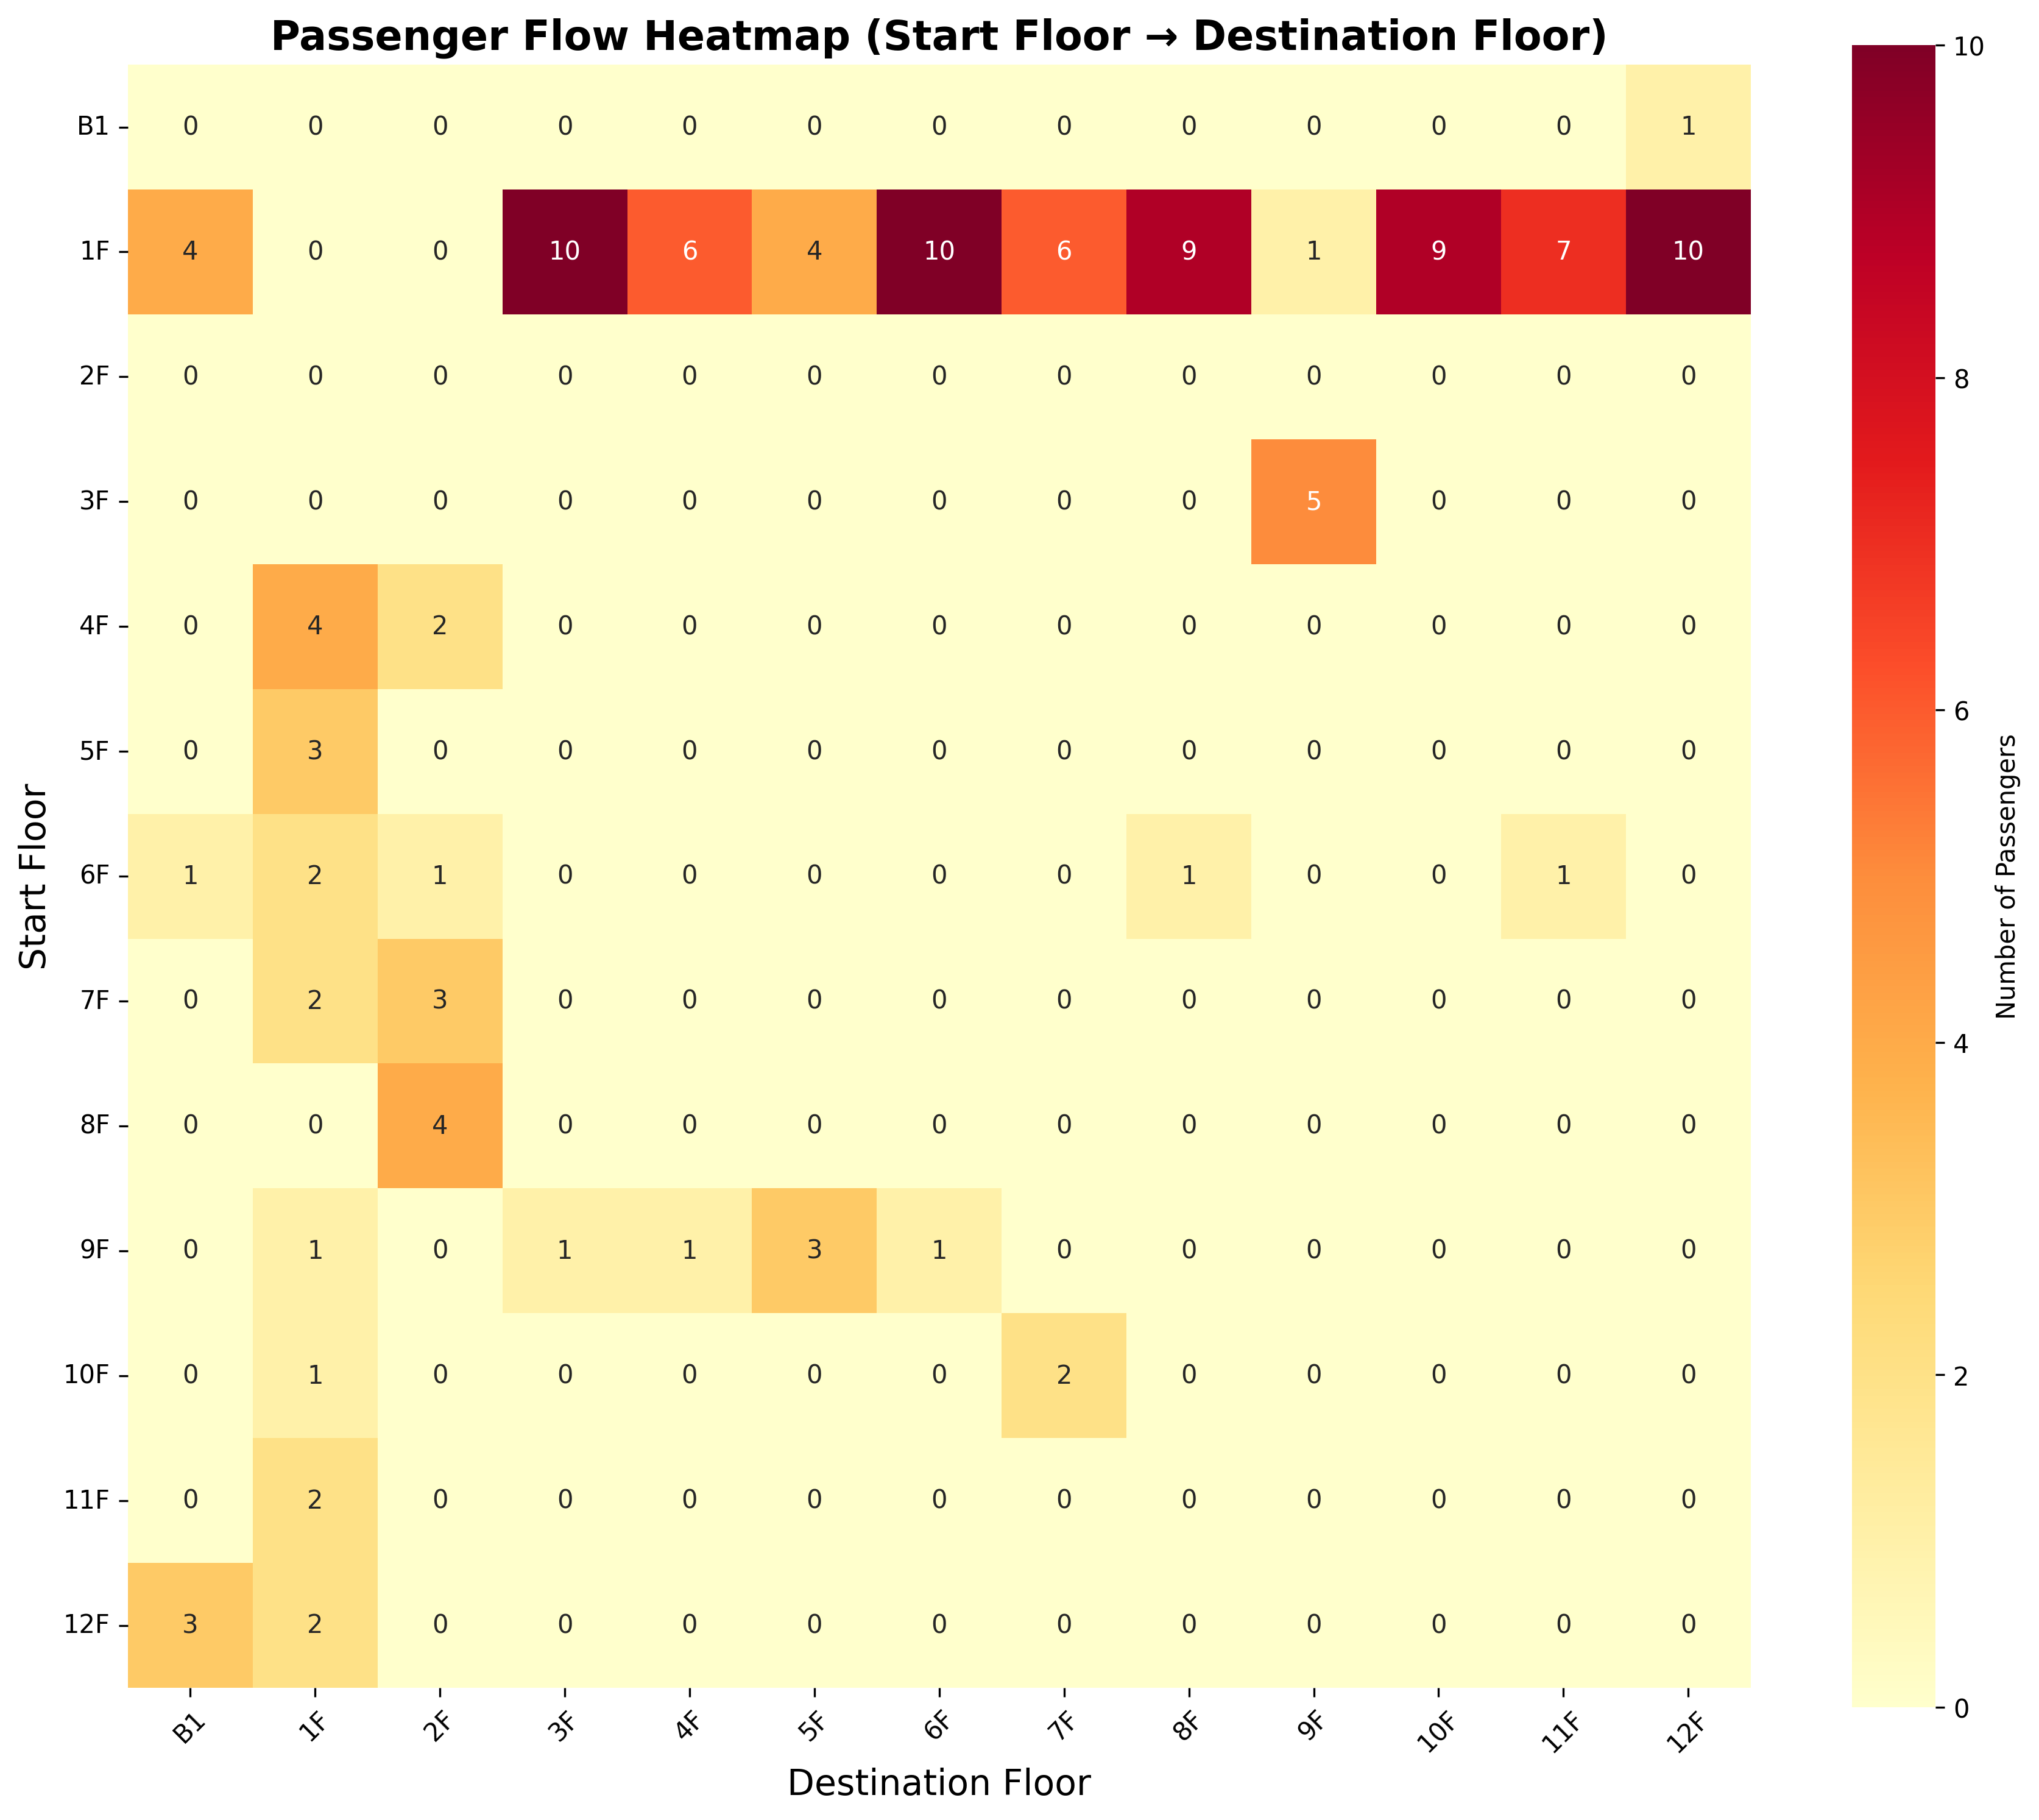 Passenger Flow Heatmap (Start Floor → Destination Floor)
B1 0 0 0 0 0 0 0 0 0 0 0 0 1
1F 4 0 0 10 6 4 10 6 9 1 9 7 10
2F 0 0 0 0 0 0 0 0 0 0 0 0 0
3F 0 0 0 0 0 0 0 0 0 5 0 0 0
4F 0 4 2 0 0 0 0 0 0 0 0 0 0
5F 0 3 0 0 0 0 0 0 0 0 0 0 0
6F 1 2 1 0 0 0 0 0 1 0 0 1 0
7F 0 2 3 0 0 0 0 0 0 0 0 0 0
8F 0 0 4 0 0 0 0 0 0 0 0 0 0
9F 0 1 0 1 1 3 1 0 0 0 0 0 0
10F 0 1 0 0 0 0 0 2 0 0 0 0 0
11F 0 2 0 0 0 0 0 0 0 0 0 0 0
12F 3 2 0 0 0 0 0 0 0 0 0 0 0
B1 1F 2F 3F 4F 5F 6F 7F 8F 9F 10F 11F 12F
Start Floor
Destination Floor
10
8
6
4
2
0
Number of Passengers